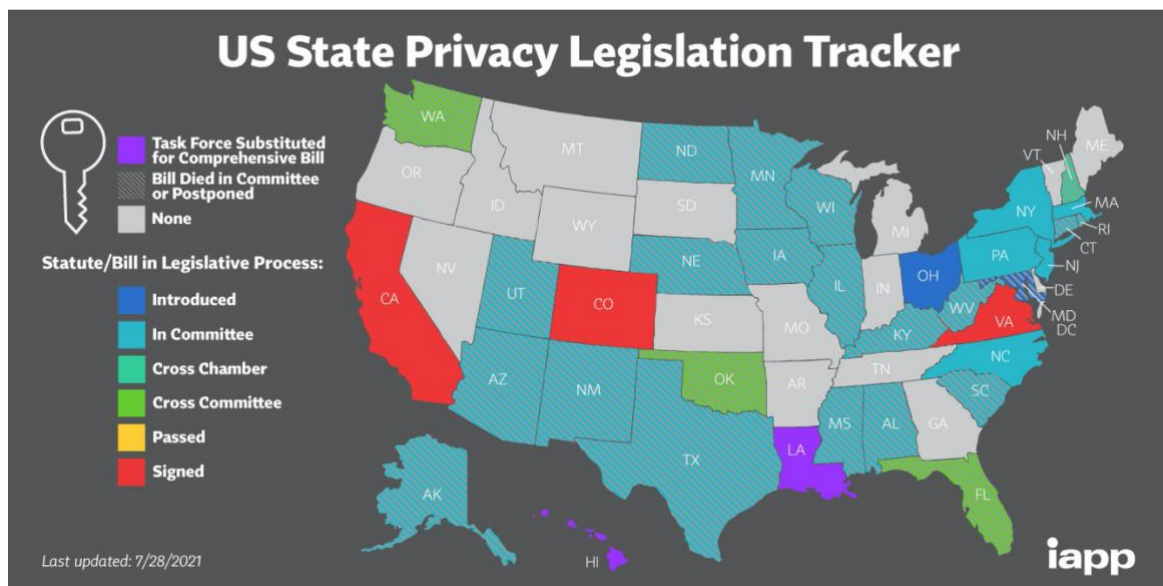 US State Privacy Legislation Tracker
Task Force Substituted
for Comprehensive Bill
Bill Died in Committee
or Postponed
None
Statute/Bill in Legislative Process:
Introduced
In Committee
Cross Chamber
Cross Committee
Passed
Signed
WA
OR
ID
MT
WY
NV
CA
UT
CO
AZ
NM
ND
SD
NE
KS
OK
TX
MN
IA
MO
AR
LA
WI
IL
MI
IN
OH
KY
TN
MS
AL
GA
FL
SC
NC
VA
WV
PA
NY
VT
NH
ME
MA
RI
CT
NJ
DE
MD
DC
AK
HI
Last updated: 7/28/2021
iapp